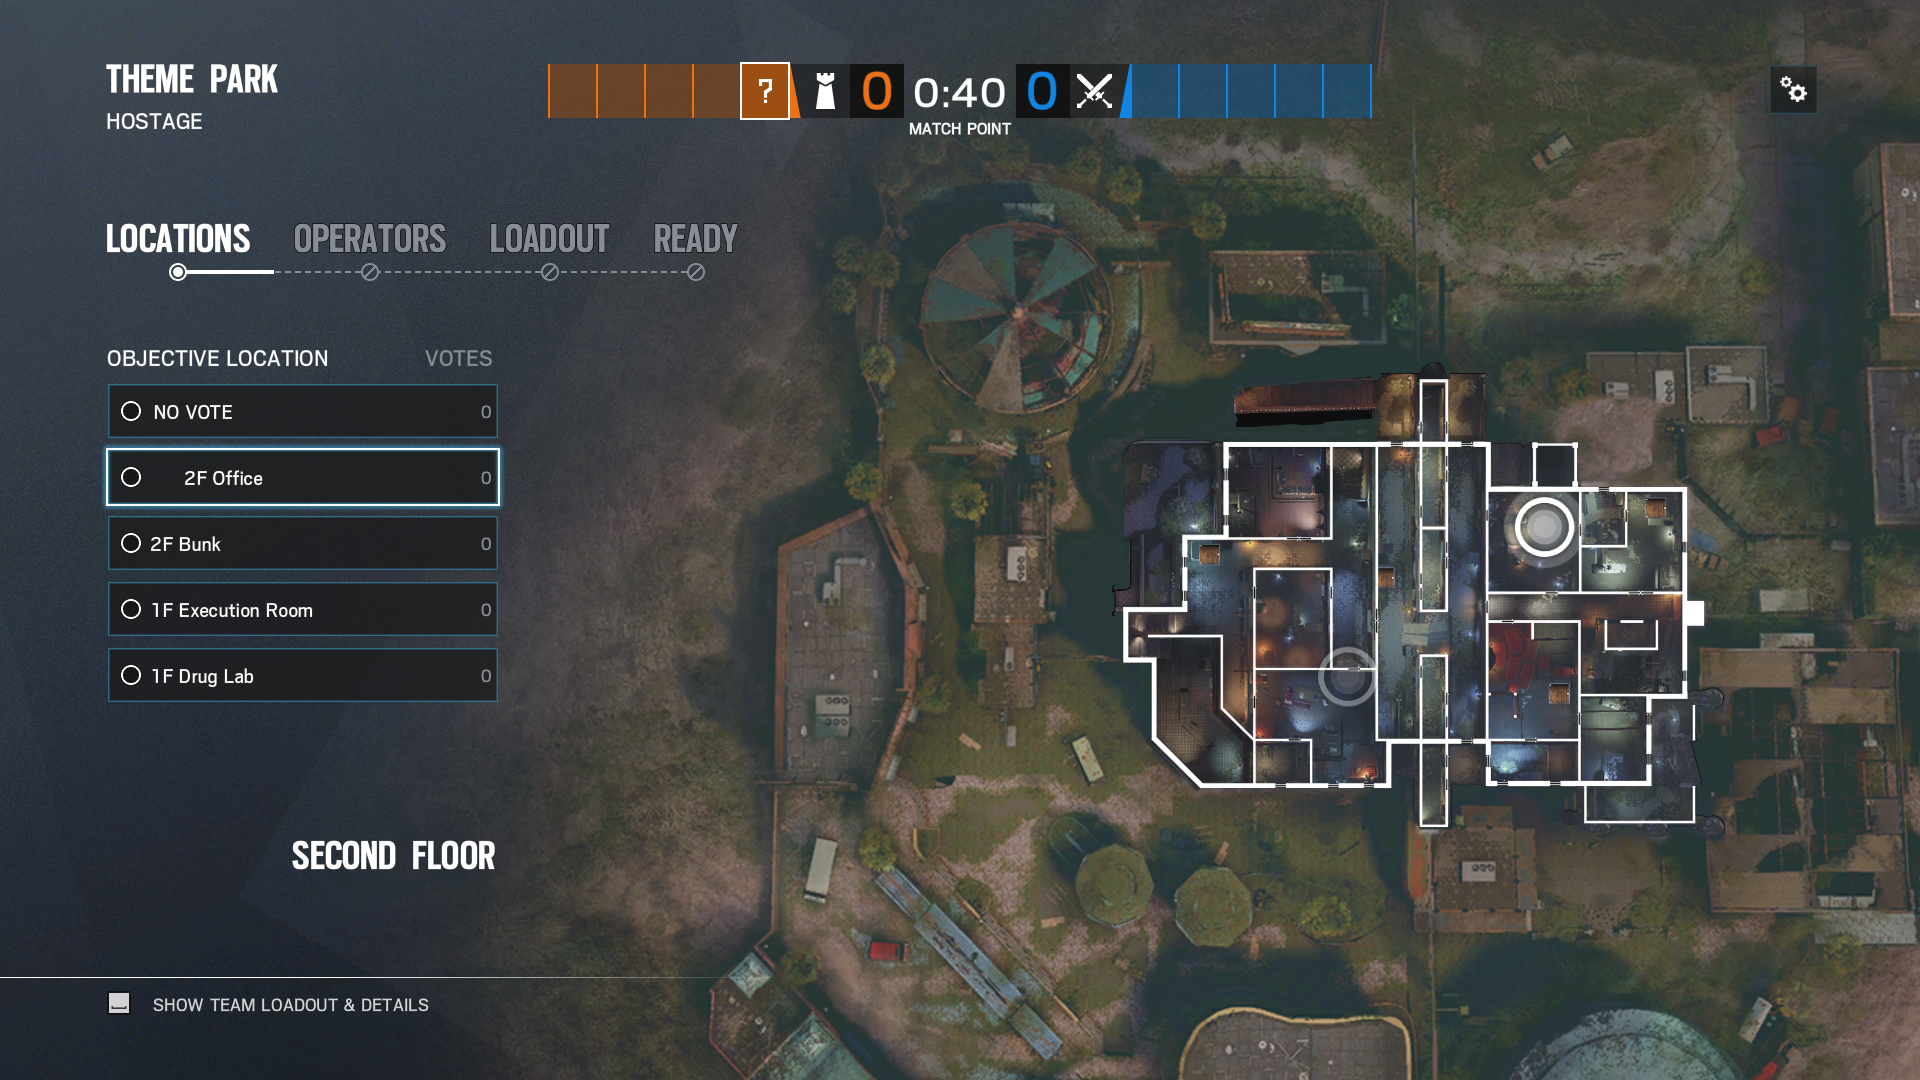 THEME PARK
HOSTAGE
?
0
0:40
0
MATCH POINT
LOCATIONS
OPERATORS
LOADOUT
READY
OBJECTIVE LOCATION
VOTES
NO VOTE
0
2F Office
0
2F Bunk
0
1F Execution Room
0
1F Drug Lab
0
SECOND FLOOR
SHOW TEAM LOADOUT & DETAILS